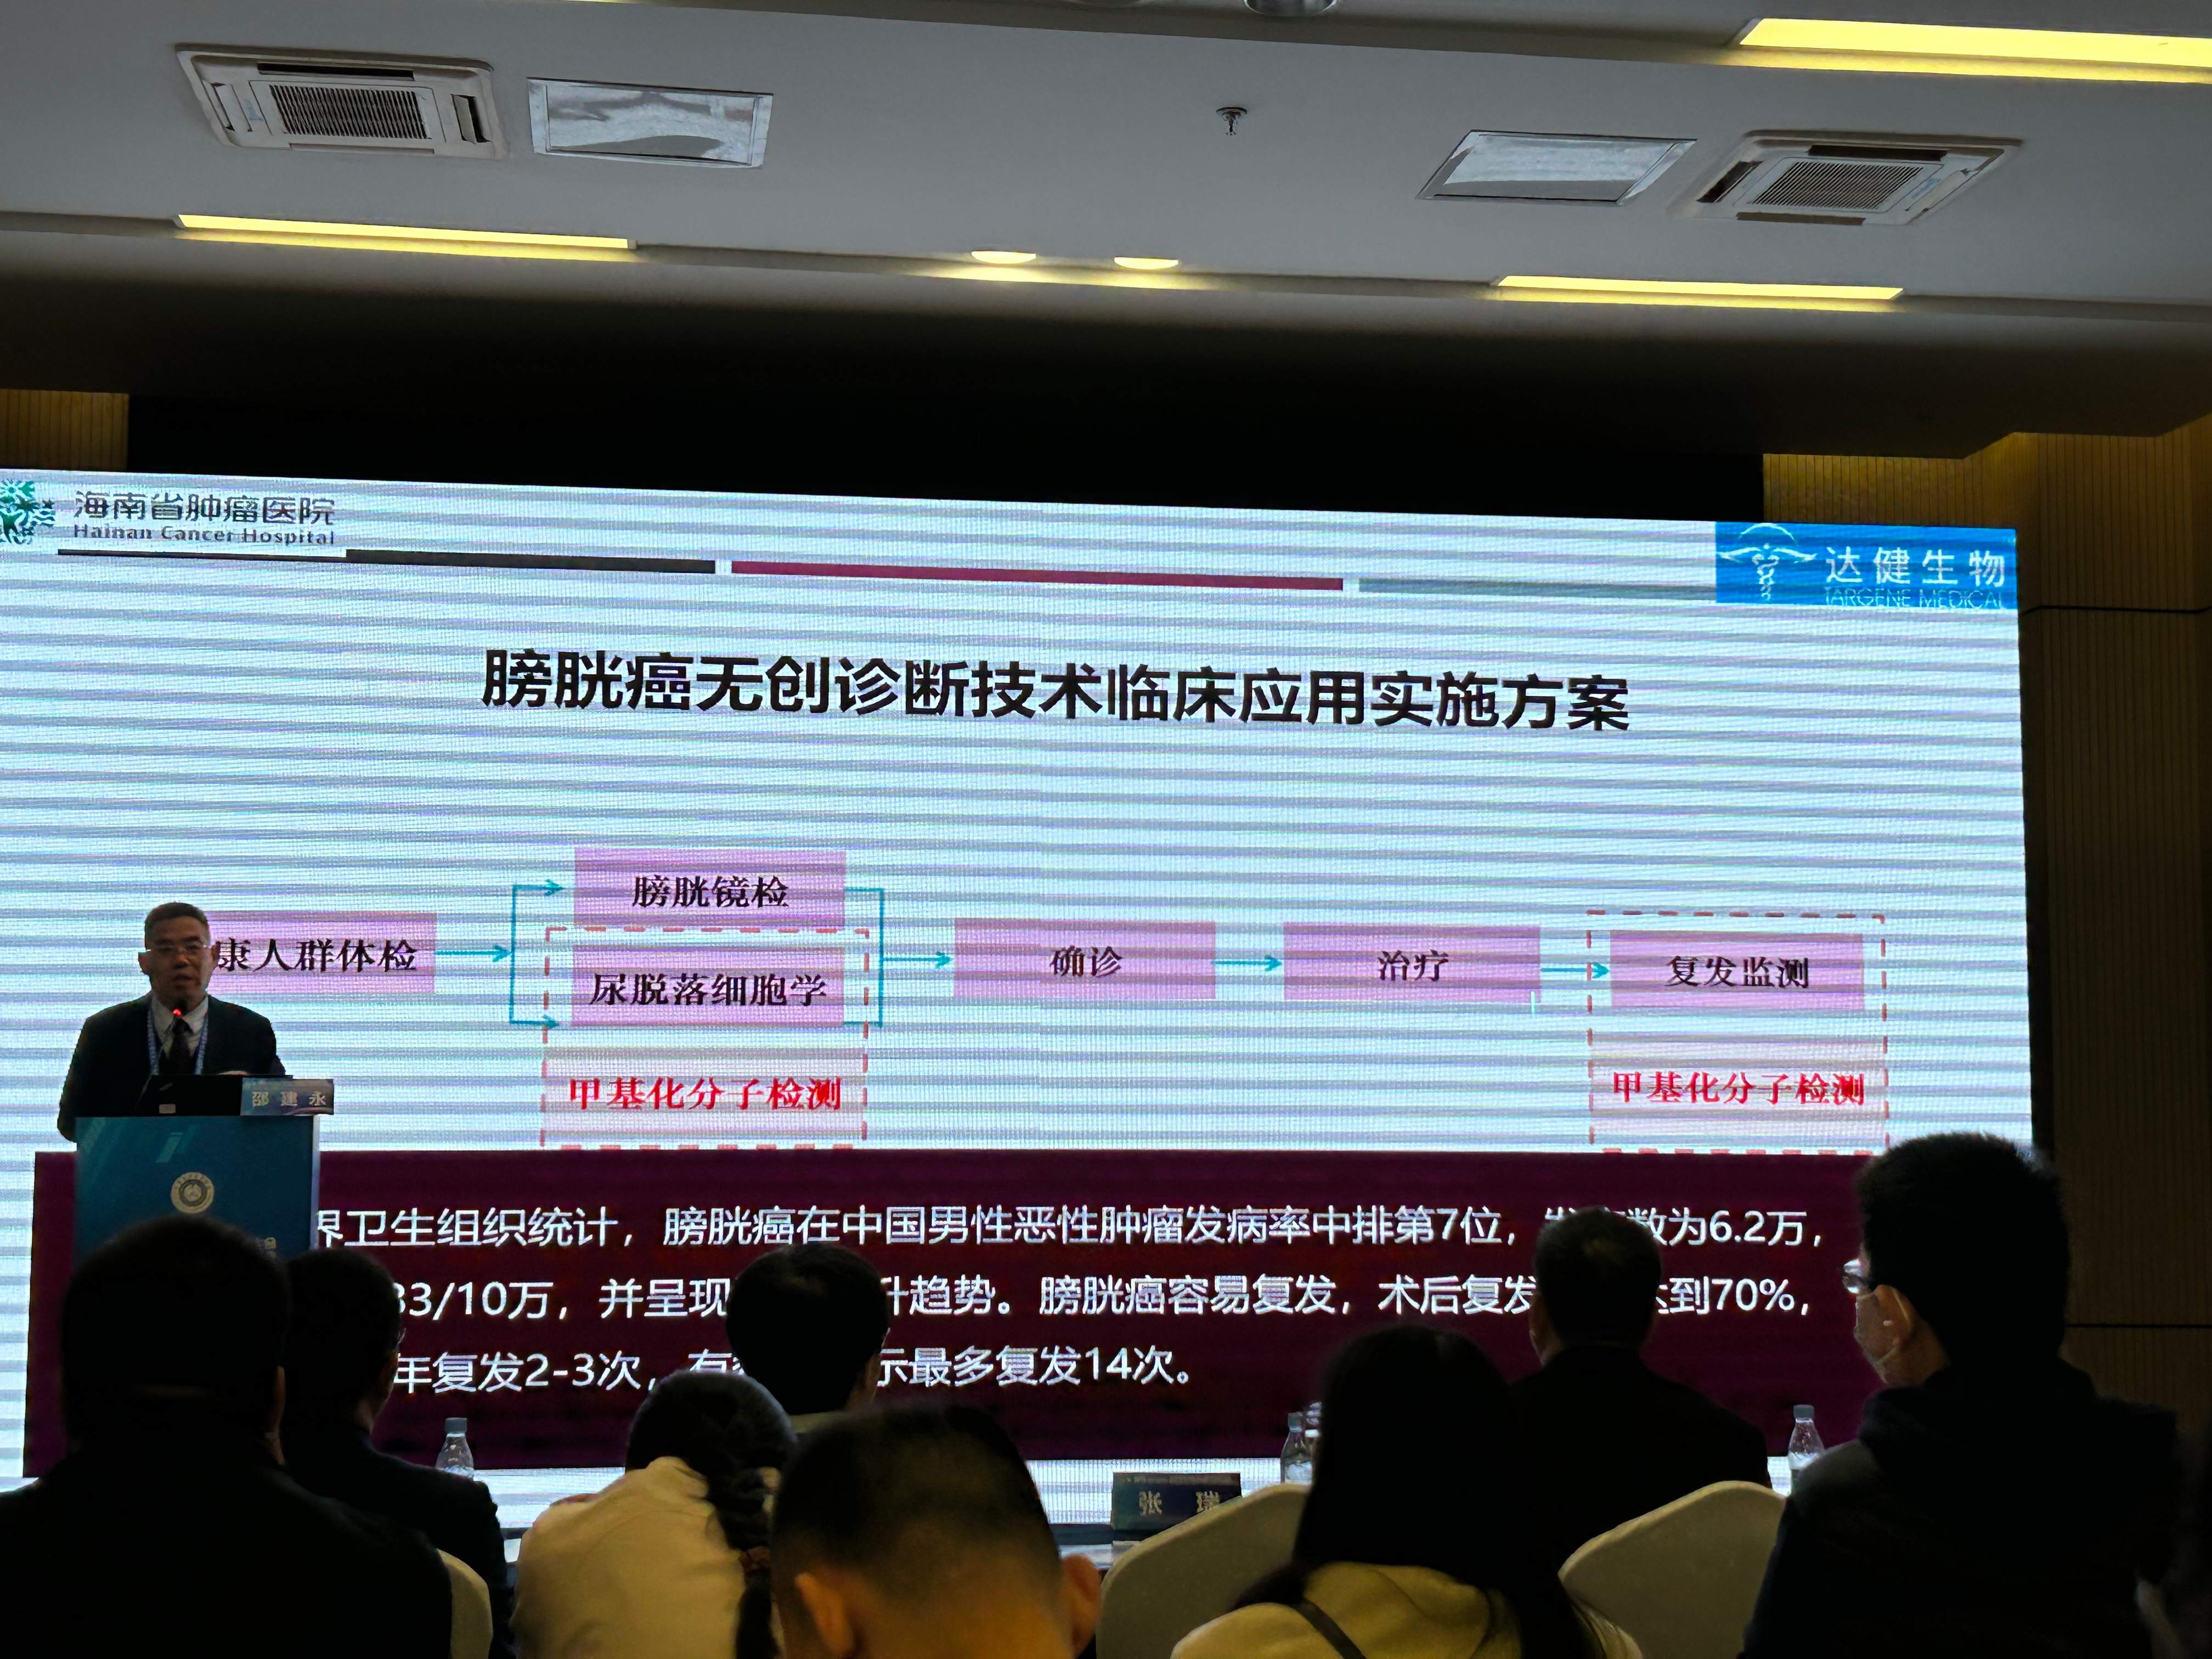 海南省肿瘤医院
Hainan Cancer Hospital
达健生物
TARGENE MEDICAL
膀胱癌无创诊断技术临床应用实施方案
康人群体检
膀胱镜检
尿脱落细胞学
甲基化分子检测
确诊
治疗
复发监测
甲基化分子检测
邵建永
界卫生组织统计，膀胱癌在中国男性恶性肿瘤发病率中排第7位，数为6.2万，
33/10万，并呈现升趋势。膀胱癌容易复发，术后复发达到70%，
年复发2-3次，有示最多复发14次。
张 瑞